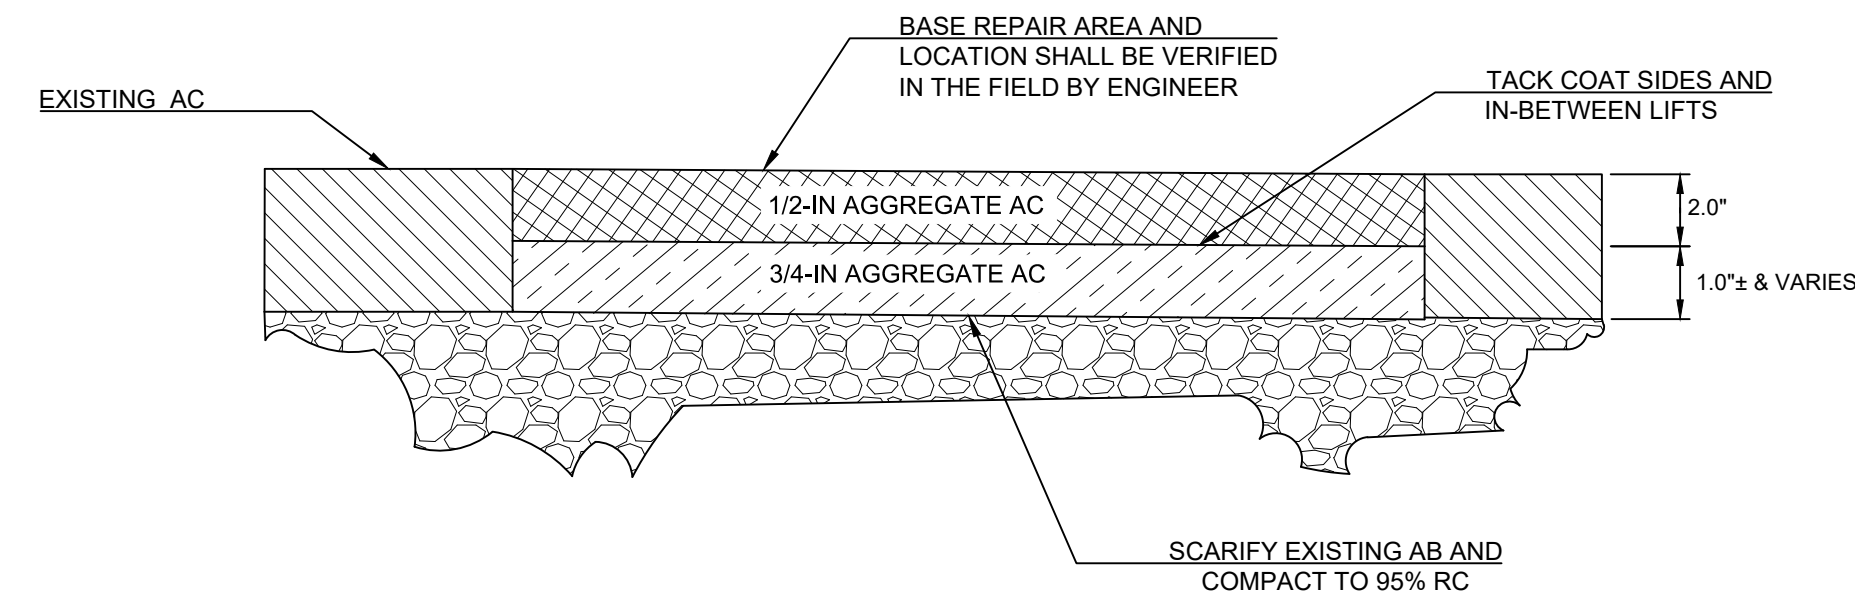 BASE REPAIR AREA AND
LOCATION SHALL BE VERIFIED
IN THE FIELD BY ENGINEER
EXISTING AC
TACK COAT SIDES AND
IN-BETWEEN LIFTS
1/2-IN AGGREGATE AC
2.0"
3/4-IN AGGREGATE AC
1.0"± & VARIES
SCARIFY EXISTING AB AND
COMPACT TO 95% RC